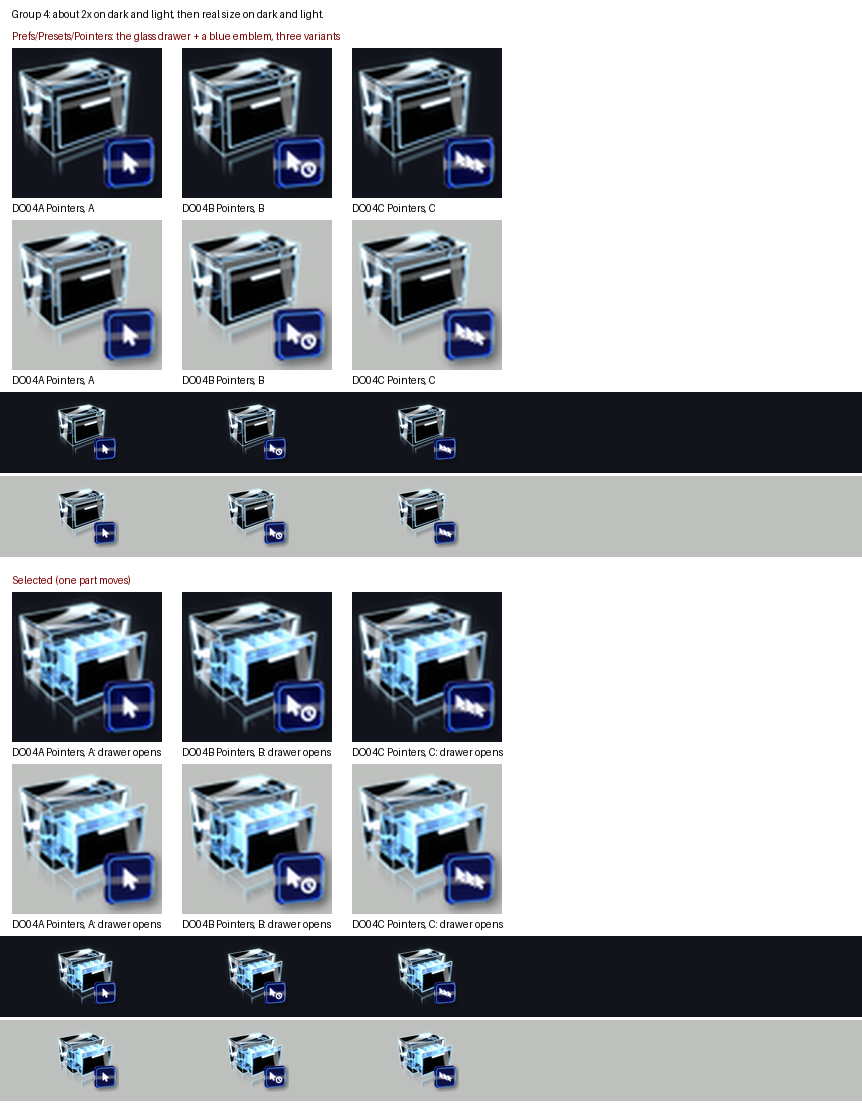 Group 4: about 2x on dark and light, then real size on dark and light.
Prefs/Presets/Pointers: the glass drawer + a blue emblem, three variants
DO04A Pointers, A DO04B Pointers, B DO04C Pointers, C
DO04A Pointers, A DO04B Pointers, B DO04C Pointers, C
Selected (one part moves)
DO04A Pointers, A: drawer opens DO04B Pointers, B: drawer opens DO04C Pointers, C: drawer opens
DO04A Pointers, A: drawer opens DO04B Pointers, B: drawer opens DO04C Pointers, C: drawer opens